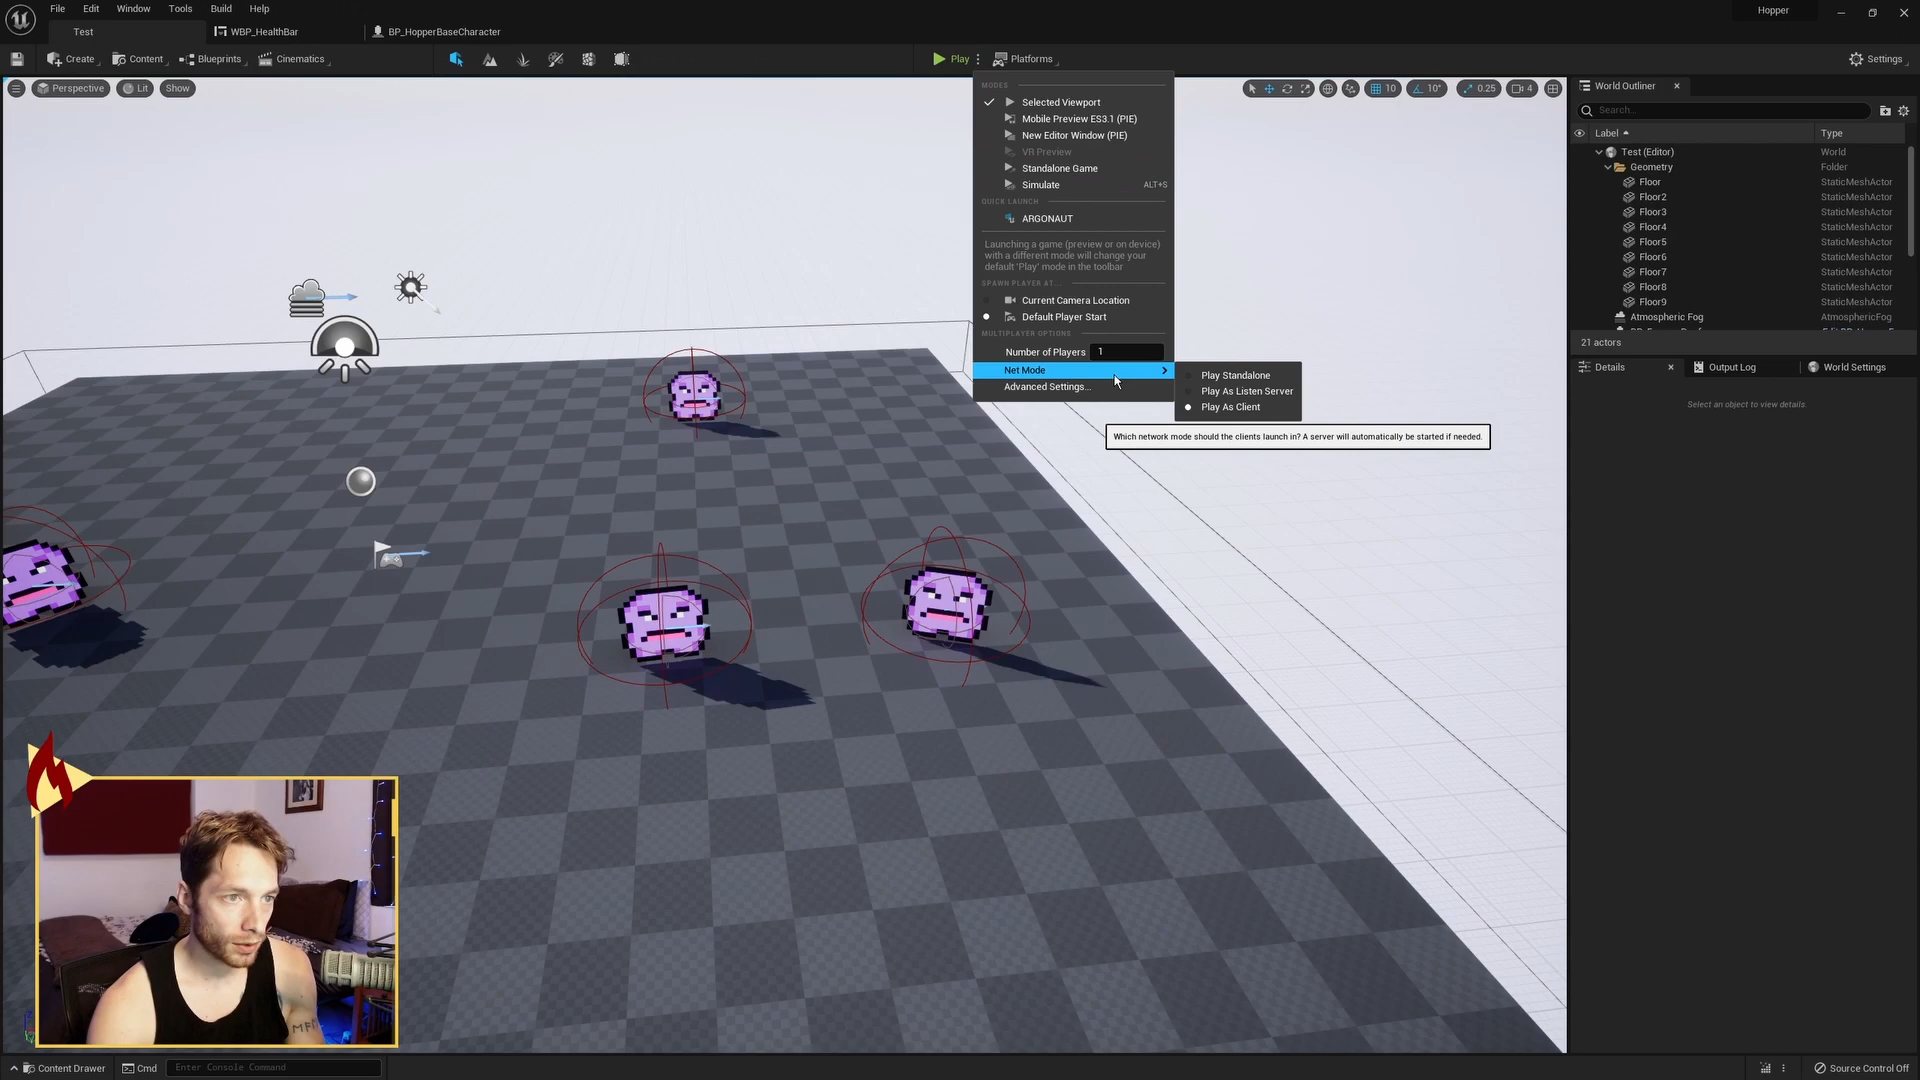 File Edit Window Tools Build Help
Hopper
Test
WBP_HealthBar
BP_HopperBaseCharacter
Create
Content
Blueprints
Cinematics
Play
Platforms
Settings
Perspective
Lit
Show
10
10°
0.25
4
MODES
Selected Viewport
Mobile Preview ES3.1 (PIE)
New Editor Window (PIE)
VR Preview
Standalone Game
Simulate ALT+S
QUICK LAUNCH
ARGONAUT
Launching a game (preview or on device)
with a different mode will change your
default 'Play' mode in the toolbar
SPAWN PLAYER AT...
Current Camera Location
Default Player Start
MULTIPLAYER OPTIONS
Number of Players 1
Net Mode
Advanced Settings...
Play Standalone
Play As Listen Server
Play As Client
Which network mode should the clients launch in? A server will automatically be started if needed.
World Outliner
Search...
Label Type
Test (Editor) World
Geometry Folder
Floor StaticMeshActor
Floor2 StaticMeshActor
Floor3 StaticMeshActor
Floor4 StaticMeshActor
Floor5 StaticMeshActor
Floor6 StaticMeshActor
Floor7 StaticMeshActor
Floor8 StaticMeshActor
Floor9 StaticMeshActor
Atmospheric Fog AtmosphericFog
21 actors
Details
Output Log
World Settings
Select an object to view details.
Content Drawer
Cmd
Enter Console Command
Source Control Off